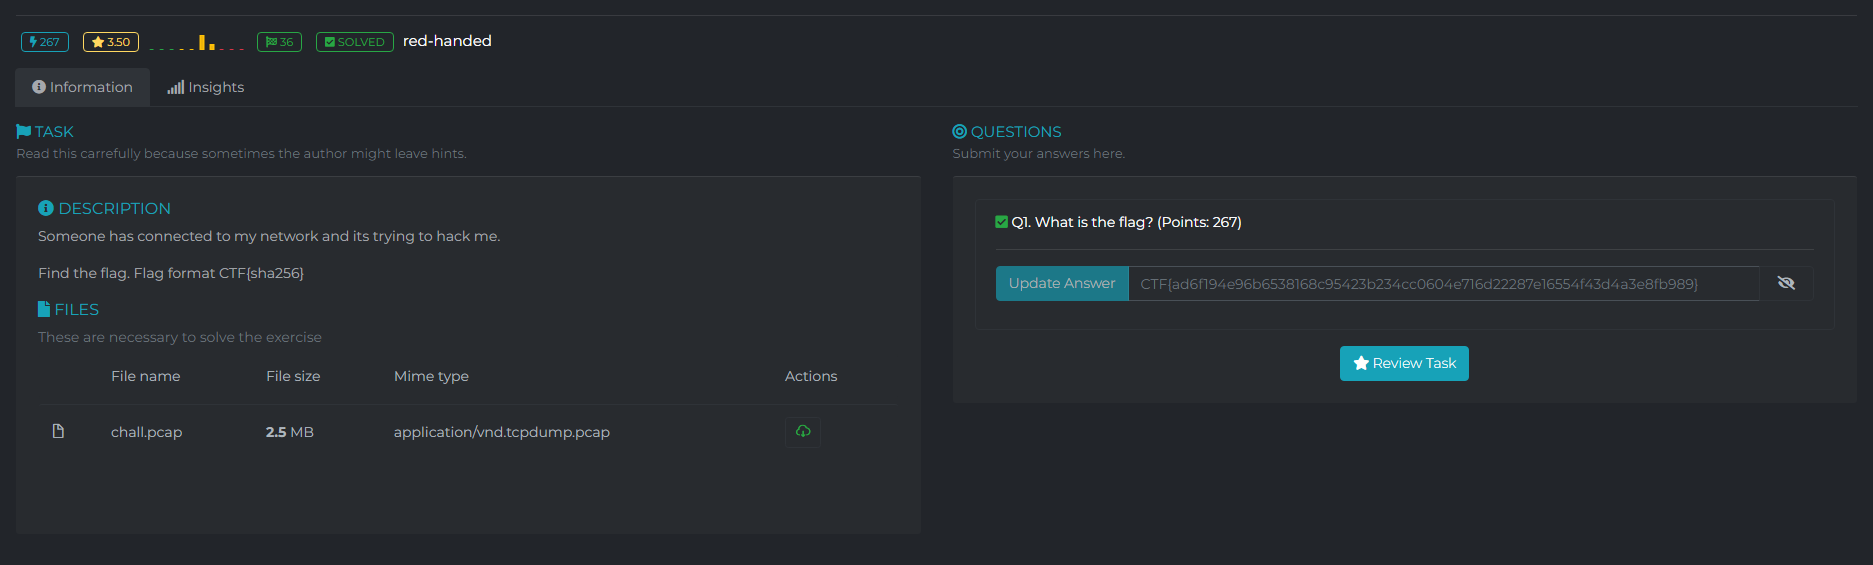 267 3.50 36 SOLVED red-handed
Information Insights
TASK
Read this carrefully because sometimes the author might leave hints.
DESCRIPTION
Someone has connected to my network and its trying to hack me.
Find the flag. Flag format CTF{sha256}
FILES
These are necessary to solve the exercise
File name File size Mime type Actions
chall.pcap 2.5 MB application/vnd.tcpdump.pcap
QUESTIONS
Submit your answers here.
Q1. What is the flag? (Points: 267)
Update Answer CTF{ad6f194e96b6538168c95423b234cc0604e716d22287e16554f43d4a3e8fb989}
Review Task